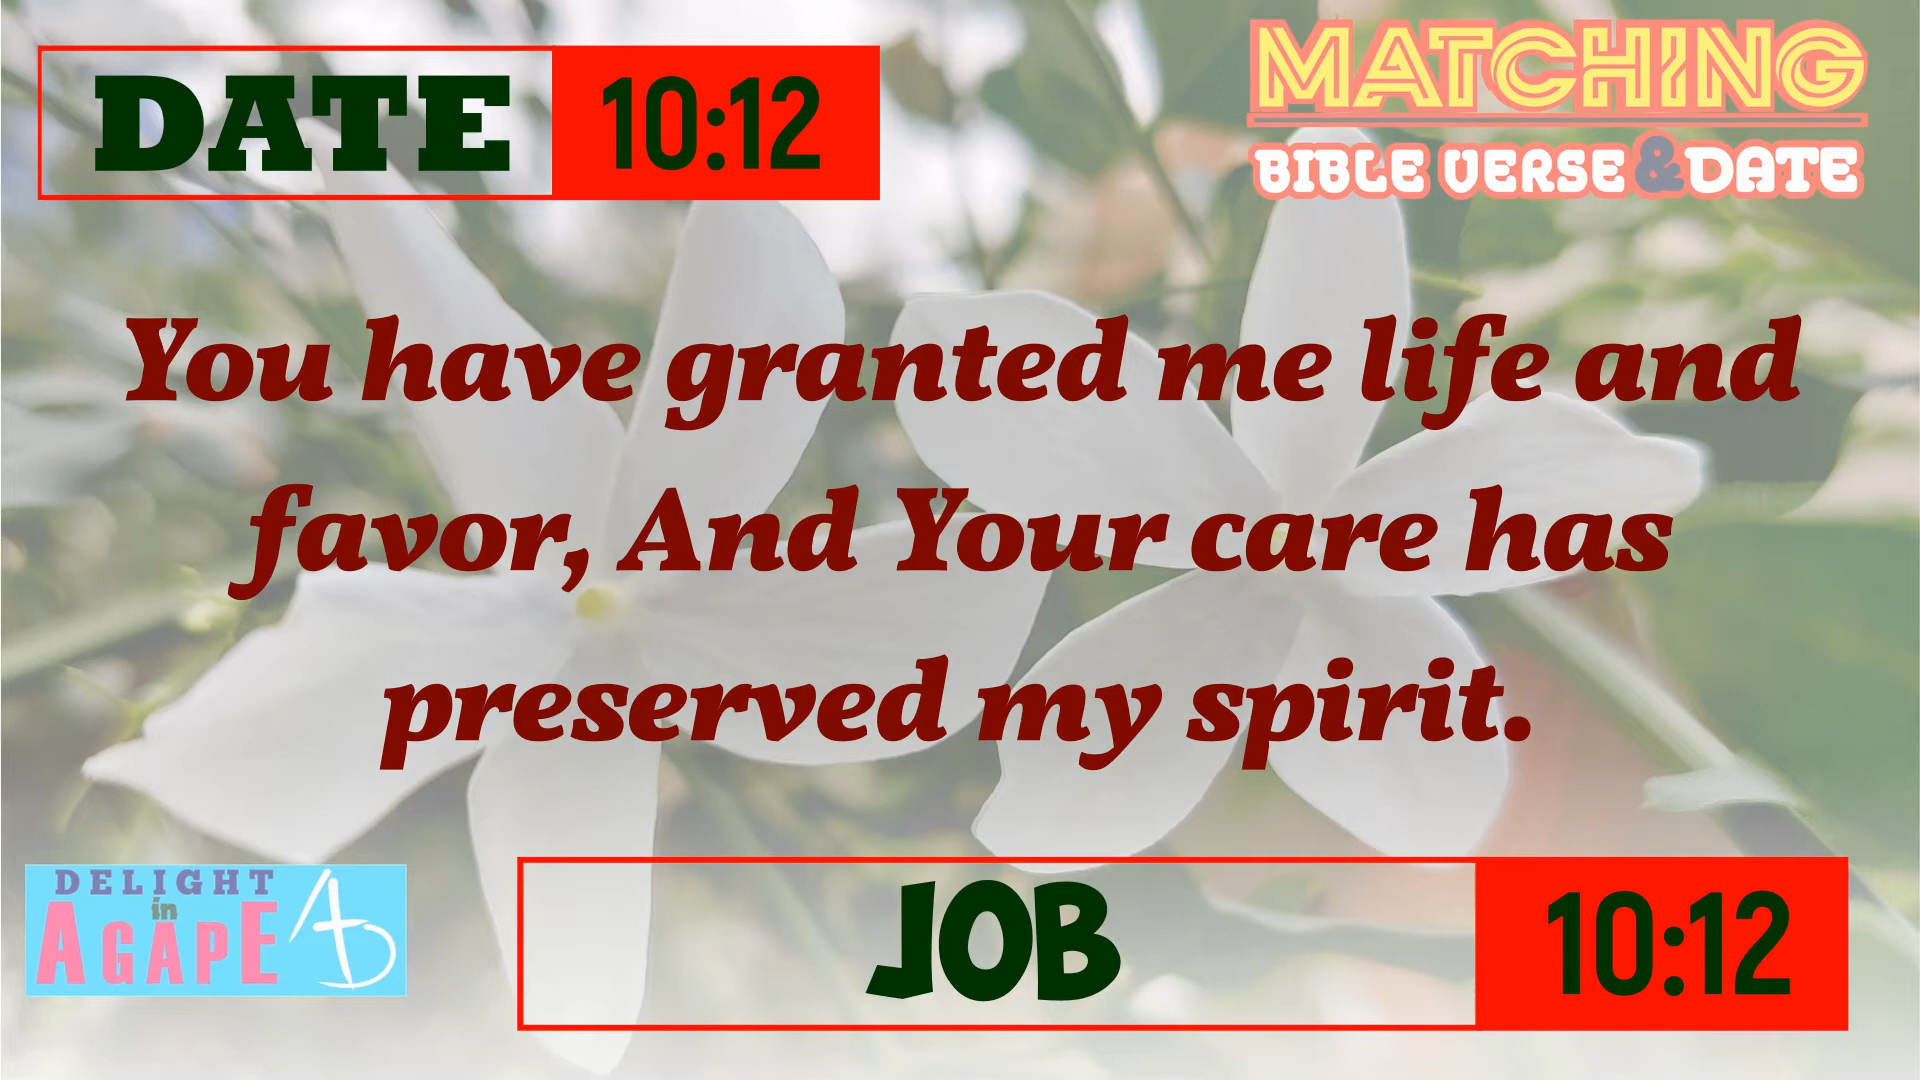 DATE 10:12
MATCHING
BIBLE VERSE & DATE
You have granted me life and
favor, And Your care has
preserved my spirit.
DELIGHT
in
AGAPE AD
JOB 10:12